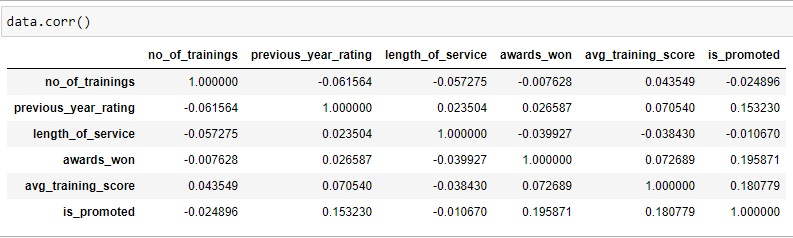 data.corr()
no_of_trainings previous_year_rating length_of_service awards_won avg_training_score is_promoted
no_of_trainings 1.000000 -0.061564 -0.057275 -0.007628 0.043549 -0.024896
previous_year_rating -0.061564 1.000000 0.023504 0.026587 0.070540 0.153230
length_of_service -0.057275 0.023504 1.000000 -0.039927 -0.038430 -0.010670
awards_won -0.007628 0.026587 -0.039927 1.000000 0.072689 0.195871
avg_training_score 0.043549 0.070540 -0.038430 0.072689 1.000000 0.180779
is_promoted -0.024896 0.153230 -0.010670 0.195871 0.180779 1.000000